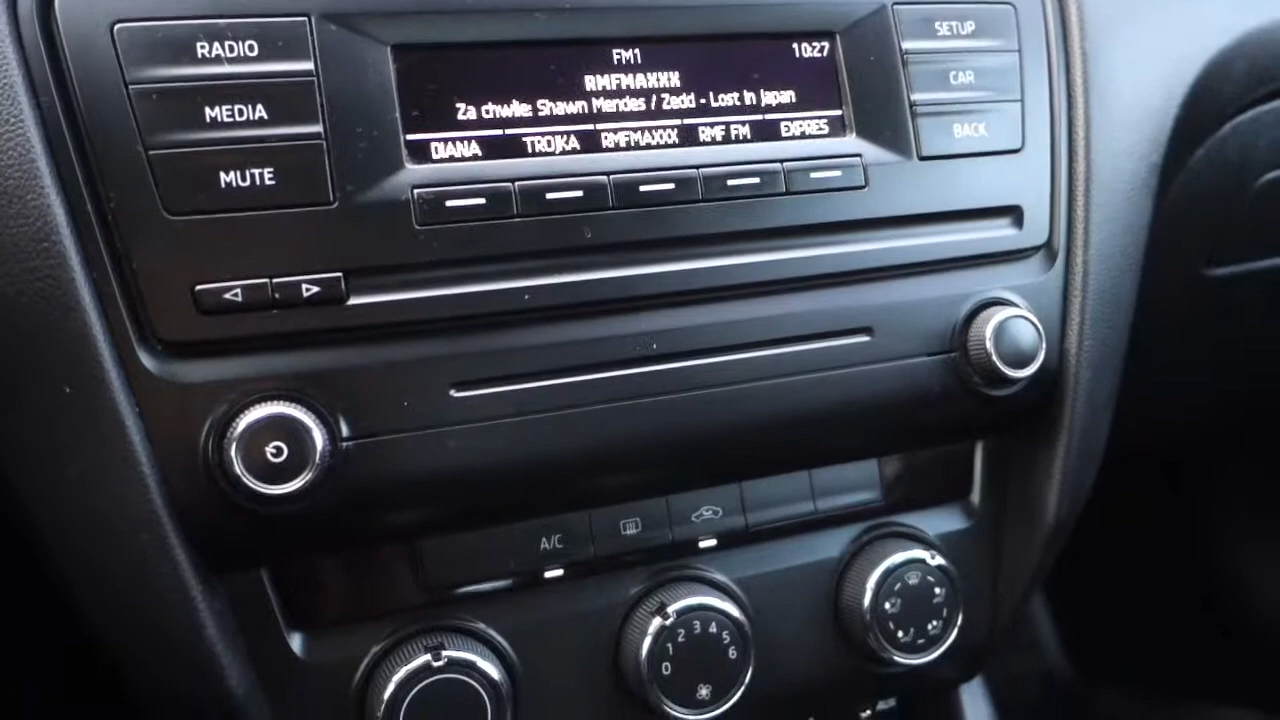 RADIO
MEDIA
MUTE
FM1
10:27
RMFMAXXX
Za chwile: Shawn Mendes / Zedd - Lost in Japan
DIANA TROJKA RMFMAXXX RMF FM EXPRES
SETUP
CAR
BACK
A/C
0 1 2 3 4 5 6
AUX